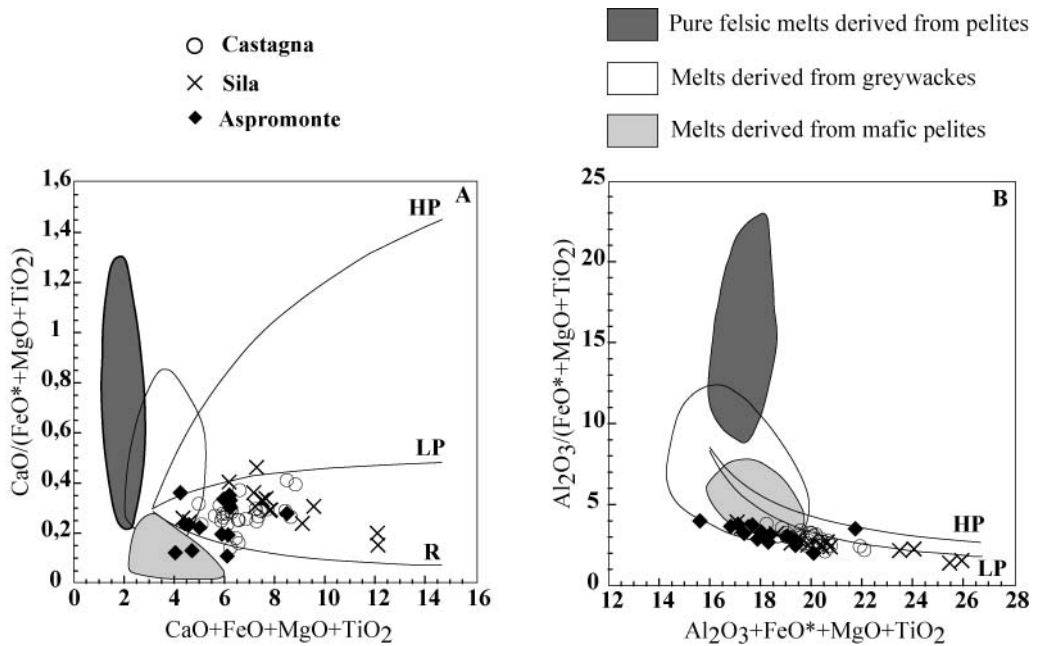 Castagna
Sila
Aspromonte
Pure felsic melts derived from pelites
Melts derived from greywackes
Melts derived from mafic pelites
A
HP
LP
R
1,6
1,4
1,2
1
0,8
0,6
0,4
0,2
0
0 2 4 6 8 10 12 14 16
CaO/(FeO*+MgO+TiO2)
CaO+FeO+MgO+TiO2
B
HP
LP
25
20
15
10
5
0
12 14 16 18 20 22 24 26 28
Al2O3/(FeO*+MgO+TiO2)
Al2O3+FeO*+MgO+TiO2